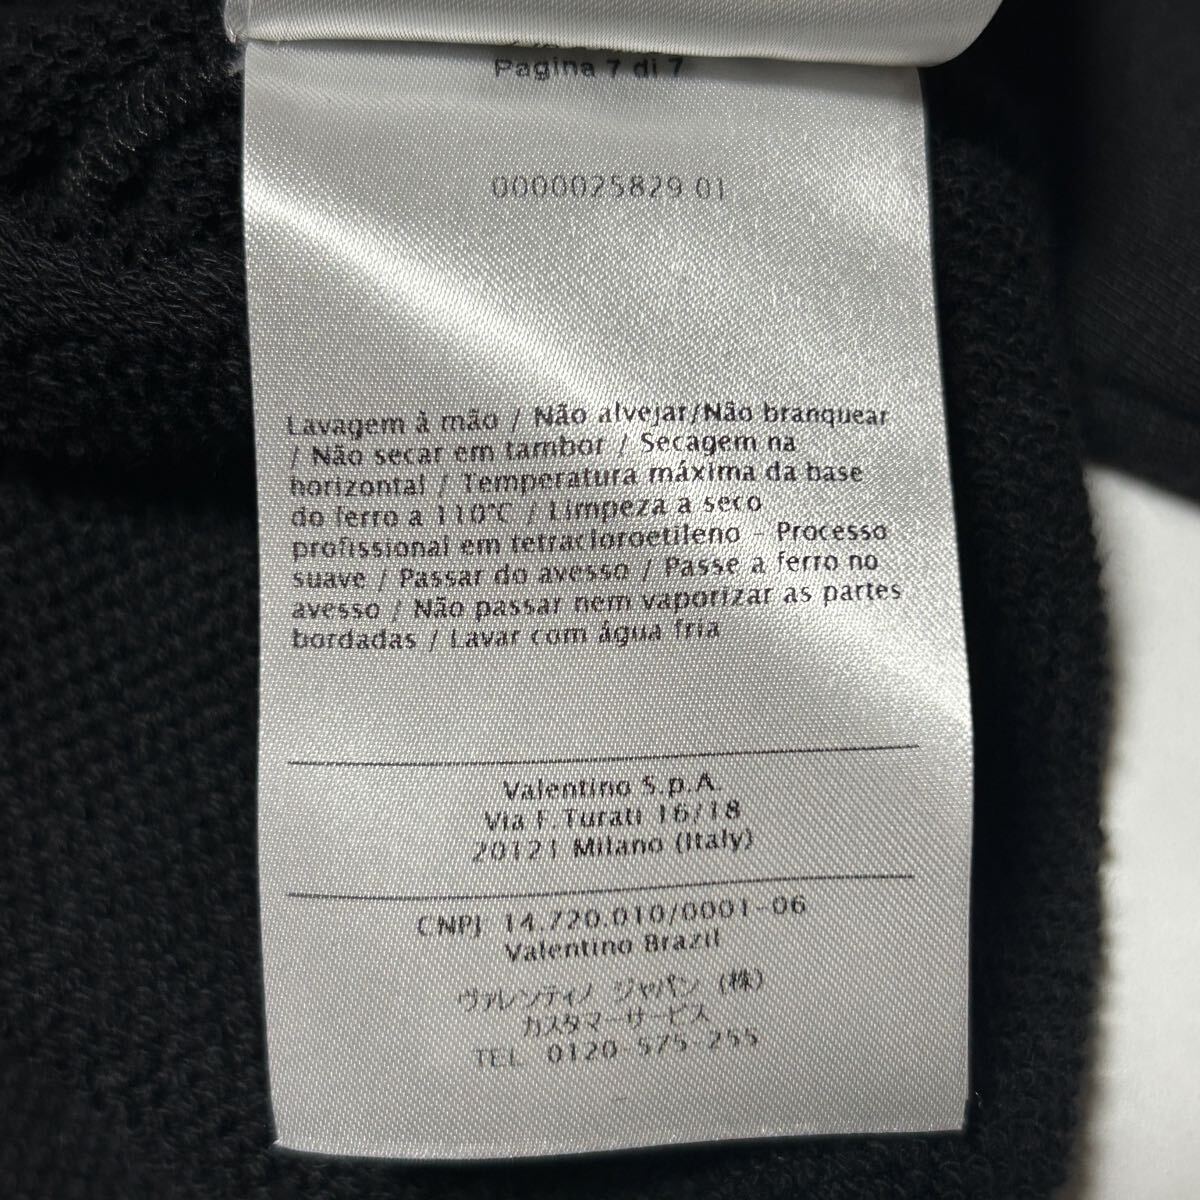 Pagina 7 di 7
0000025829 01
Lavagem à mão / Não alvejar/Não branquear
/ Não secar em tambor / Secagem na
horizontal / Temperatura máxima da base
do ferro a 110°C / Limpeza a seco
profissional em tetracloroetileno - Processo
suave / Passar do avesso / Passe a ferro no
avesso / Não passar nem vaporizar as partes
bordadas / Lavar com água fria
Valentino S.p.A.
Via F.Turati 16/18
20121 Milano (Italy)
CNPJ 14.720.010/0001-06
Valentino Brazil
ヴァレンティノ ジャパン (株)
カスタマーサービス
TEL 0120-575-255